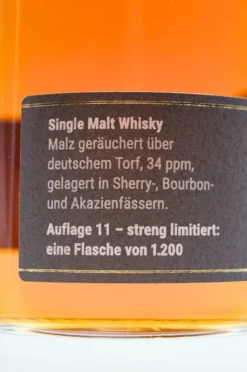 Single Malt Whisky
Malz geräuchert über
deutschem Torf, 34 ppm,
gelagert in Sherry-, Bourbon-
und Akazienfässern.
Auflage 11 – streng limitiert:
eine Flasche von 1.200